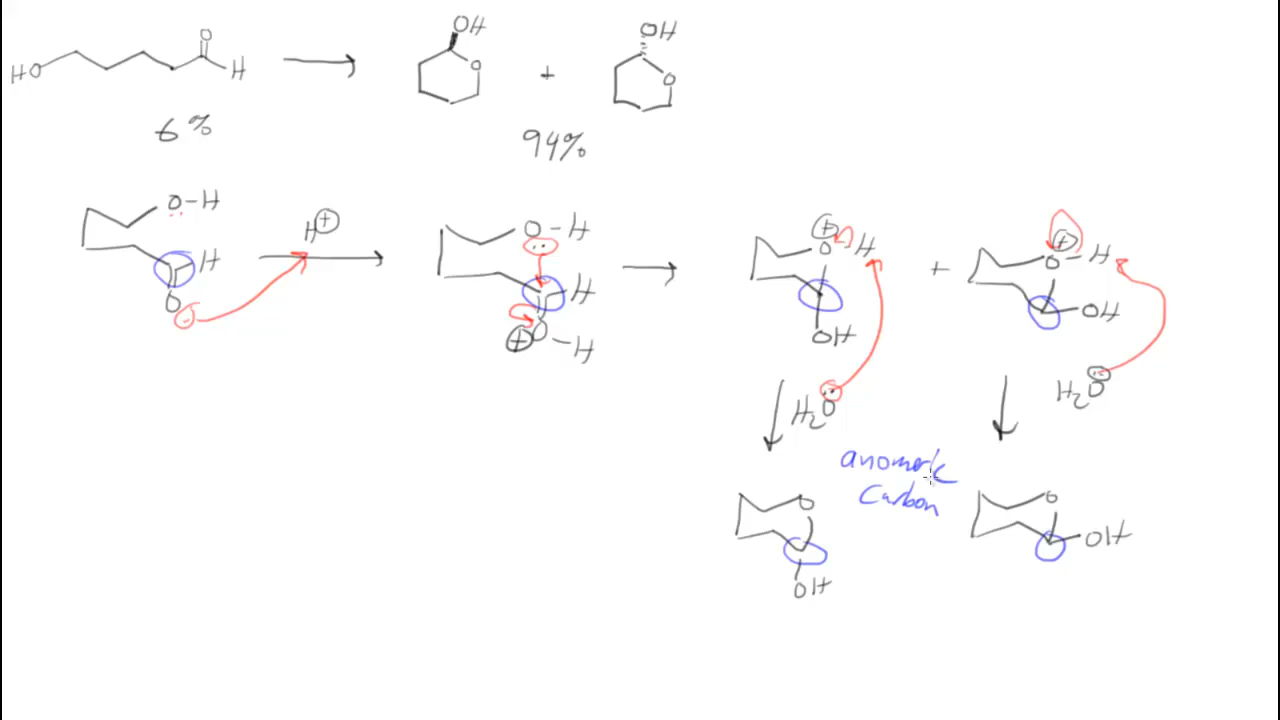 HO O H
OH O
+
OH O
6%
94%
O-H
H
O
H⊕
O-H
H
⊕ O-H
⊕
O H
OH
+
⊕
O-H
OH
H₂O
H₂O
anomeric
Carbon
O
OH
O
OH